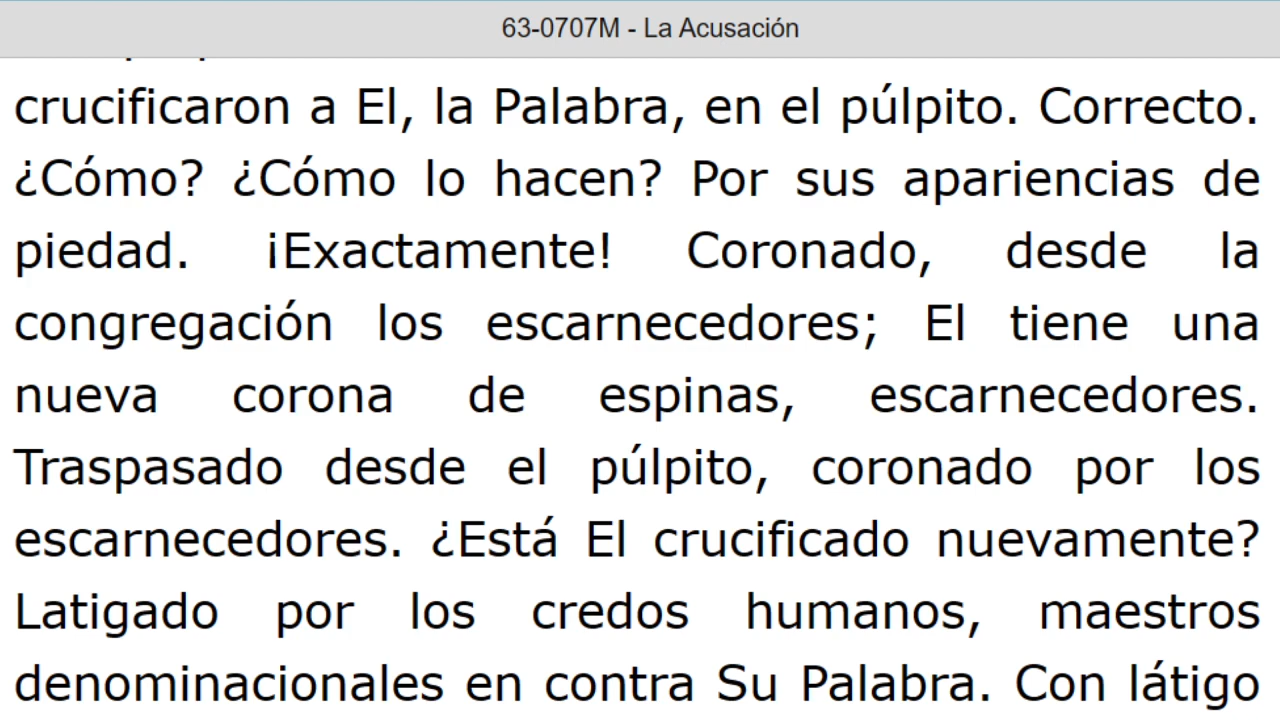 63-0707M - La Acusación
crucificaron a El, la Palabra, en el púlpito. Correcto.
¿Cómo? ¿Cómo lo hacen? Por sus apariencias de
piedad. ¡Exactamente! Coronado, desde la
congregación los escarnecedores; El tiene una
nueva corona de espinas, escarnecedores.
Traspasado desde el púlpito, coronado por los
escarnecedores. ¿Está El crucificado nuevamente?
Latigado por los credos humanos, maestros
denominacionales en contra Su Palabra. Con látigo